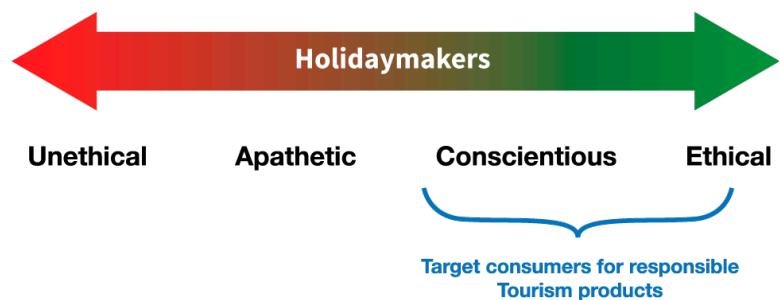 Holidaymakers
Unethical Apathetic Conscientious Ethical
Target consumers for responsible
Tourism products